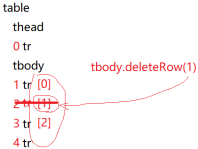 table
thead
0 tr
tbody
tbody.deleteRow(1)
1 tr [0]
2 tr [1]
3 tr [2]
4 tr